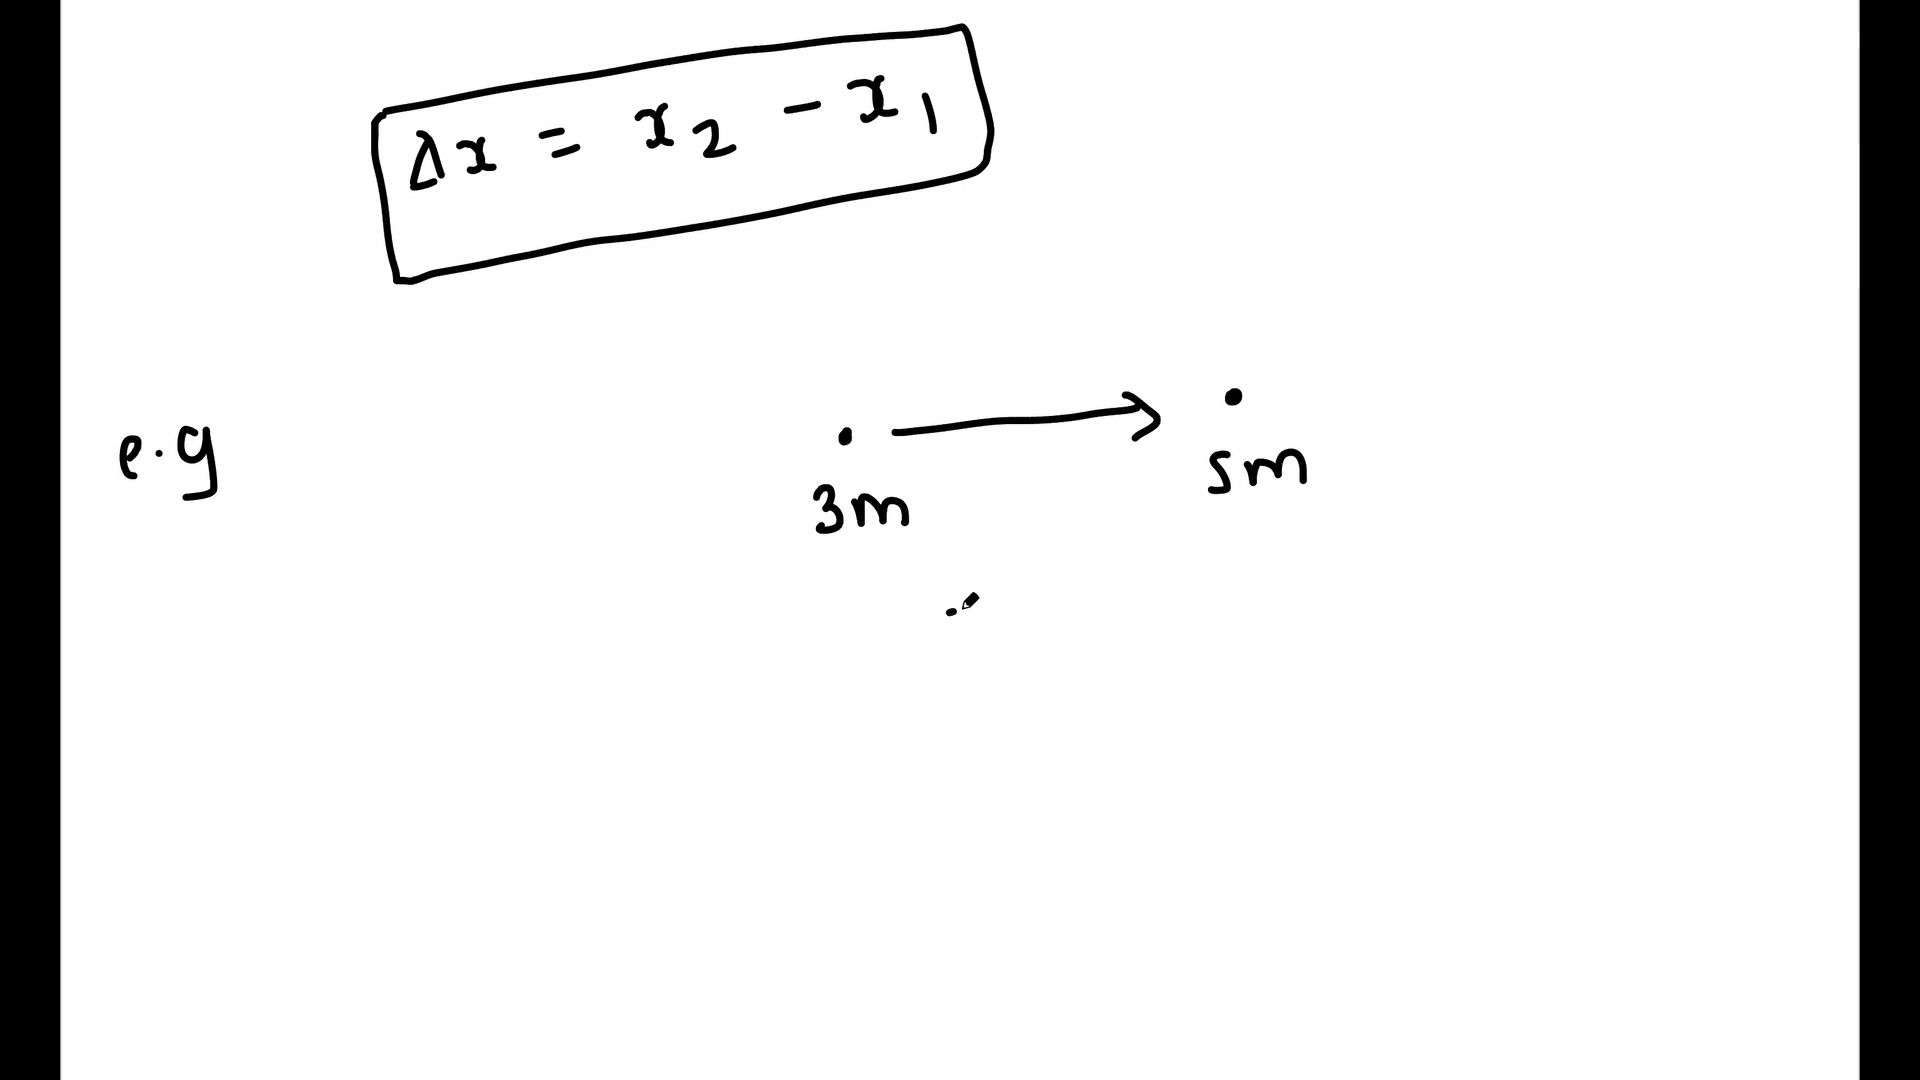 Δx = x₂ - x₁
e.g
3m
5m